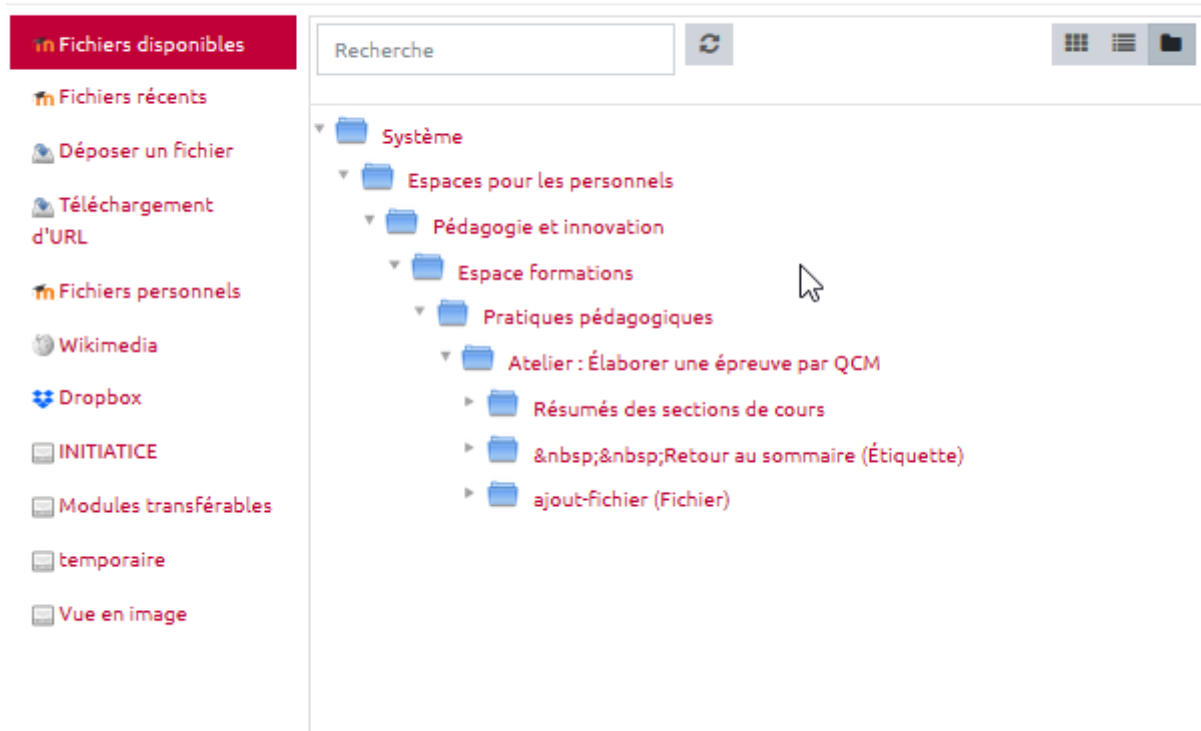 Fichiers disponibles
Fichiers récents
Déposer un fichier
Téléchargement
d'URL
Fichiers personnels
Wikimedia
Dropbox
INITIATICE
Modules transférables
temporaire
Vue en image
Recherche
Système
Espaces pour les personnels
Pédagogie et innovation
Espace formations
Pratiques pédagogiques
Atelier : Élaborer une épreuve par QCM
Résumés des sections de cours
&nbsp;&nbsp;Retour au sommaire (Étiquette)
ajout-fichier (Fichier)